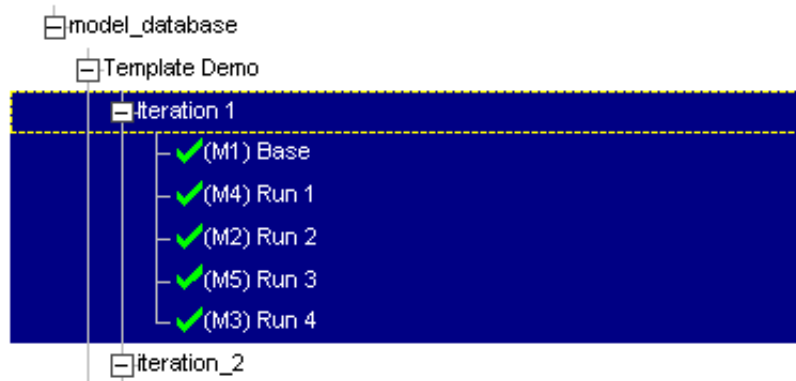 model_database
Template Demo
Iteration 1
(M1) Base
(M4) Run 1
(M2) Run 2
(M5) Run 3
(M3) Run 4
iteration_2